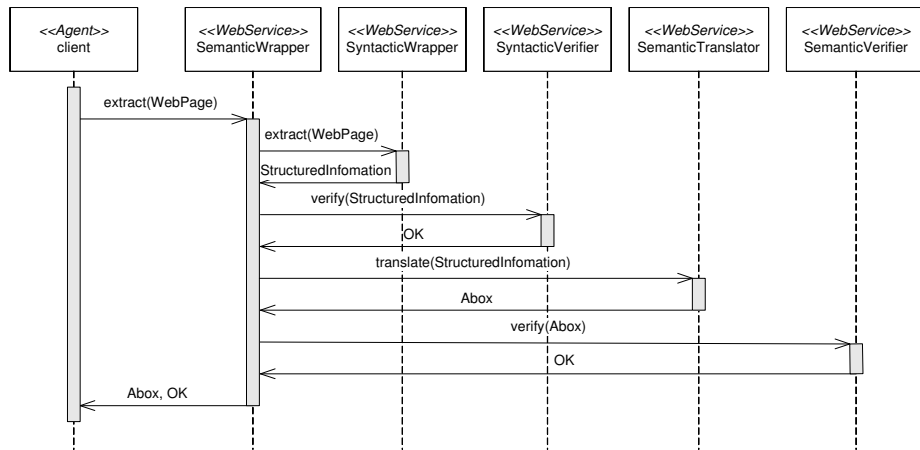 <<Agent>>
client
<<WebService>>
SemanticWrapper
<<WebService>>
SyntacticWrapper
<<WebService>>
SyntacticVerifier
<<WebService>>
SemanticTranslator
<<WebService>>
SemanticVerifier
extract(WebPage)
extract(WebPage)
StructuredInfomation
verify(StructuredInfomation)
OK
translate(StructuredInfomation)
Abox
verify(Abox)
OK
Abox, OK